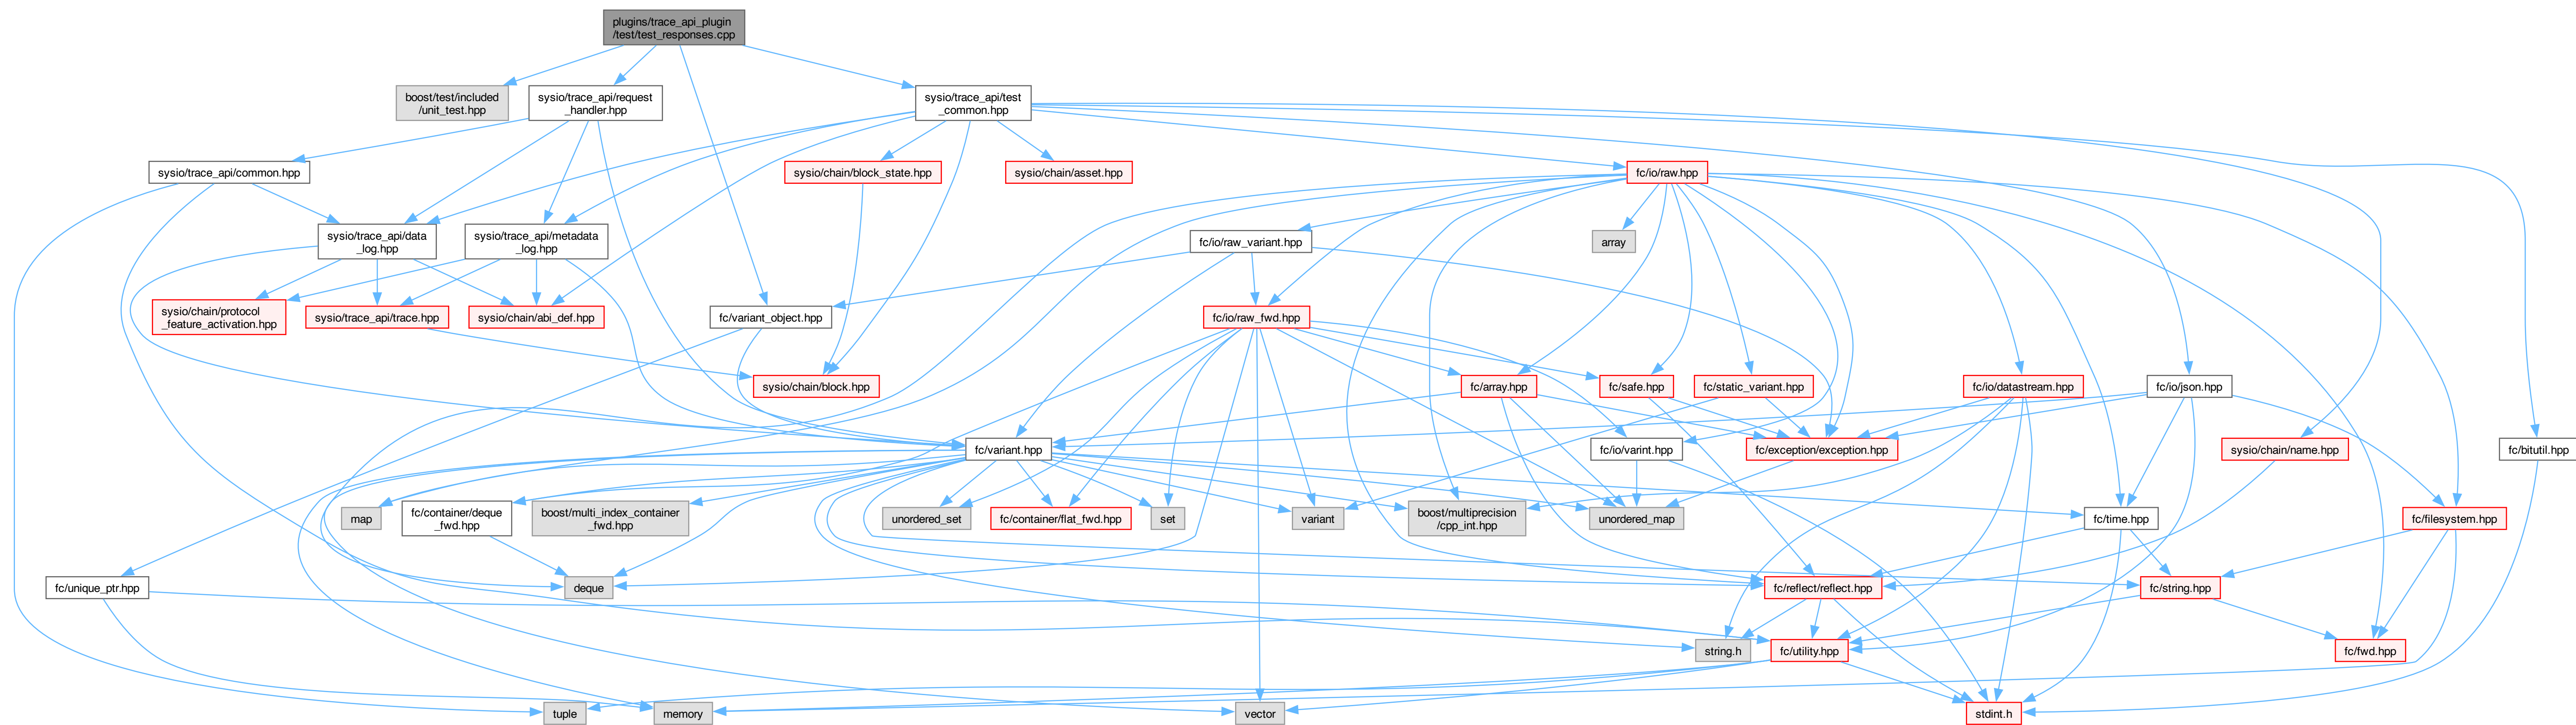 plugins/trace_api_plugin
/test/test_responses.cpp
boost/test/included
/unit_test.hpp
sysio/trace_api/request
_handler.hpp
sysio/trace_api/test
_common.hpp
sysio/trace_api/common.hpp
sysio/chain/block_state.hpp
sysio/chain/asset.hpp
fc/io/raw.hpp
sysio/trace_api/data
_log.hpp
sysio/trace_api/metadata
_log.hpp
fc/io/raw_variant.hpp
array
sysio/chain/protocol
_feature_activation.hpp
sysio/trace_api/trace.hpp
sysio/chain/abi_def.hpp
fc/variant_object.hpp
fc/io/raw_fwd.hpp
sysio/chain/block.hpp
fc/array.hpp
fc/safe.hpp
fc/static_variant.hpp
fc/io/datastream.hpp
fc/io/json.hpp
fc/variant.hpp
fc/io/varint.hpp
fc/exception/exception.hpp
sysio/chain/name.hpp
fc/bitutil.hpp
map
fc/container/deque
_fwd.hpp
boost/multi_index_container
_fwd.hpp
unordered_set
fc/container/flat_fwd.hpp
set
variant
boost/multiprecision
/cpp_int.hpp
unordered_map
fc/time.hpp
fc/filesystem.hpp
fc/unique_ptr.hpp
deque
fc/reflect/reflect.hpp
fc/string.hpp
string.h
fc/utility.hpp
fc/fwd.hpp
tuple
memory
vector
stdint.h